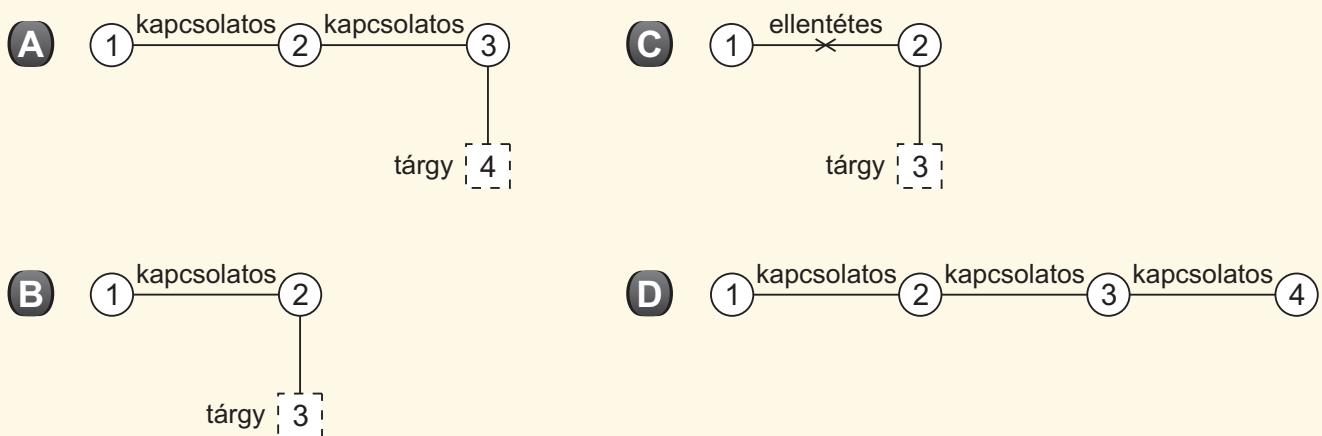 A
1 kapcsolatos 2 kapcsolatos 3
tárgy 4
C
1 ellentétes 2
tárgy 3
B
1 kapcsolatos 2
tárgy 3
D
1 kapcsolatos 2 kapcsolatos 3 kapcsolatos 4